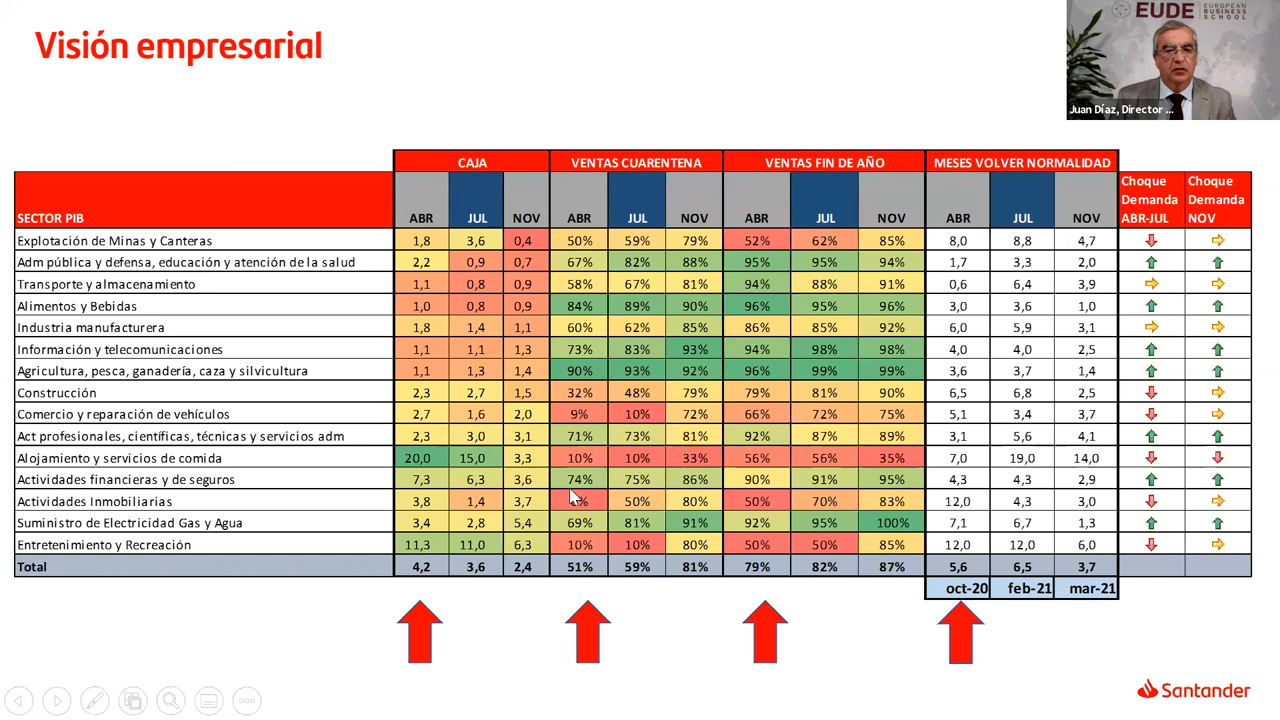 Visión empresarial
EUDE EUROPEAN BUSINESS SCHOOL
Juan Díaz, Director ...
CAJA VENTAS CUARENTENA VENTAS FIN DE AÑO MESES VOLVER NORMALIDAD
Choque Demanda ABR-JUL Choque Demanda NOV
SECTOR PIB ABR JUL NOV ABR JUL NOV ABR JUL NOV ABR JUL NOV
Explotación de Minas y Canteras 1,8 3,6 0,4 50% 59% 79% 52% 62% 85% 8,0 8,8 4,7
Adm pública y defensa, educación y atención de la salud 2,2 0,9 0,7 67% 82% 88% 95% 95% 94% 1,7 3,3 2,0
Transporte y almacenamiento 1,1 0,8 0,9 58% 67% 81% 94% 88% 91% 0,6 6,4 3,9
Alimentos y Bebidas 1,0 0,8 0,9 84% 89% 90% 96% 95% 96% 3,0 3,6 1,0
Industria manufacturera 1,8 1,4 1,1 60% 62% 85% 86% 85% 92% 6,0 5,9 3,1
Información y telecomunicaciones 1,1 1,1 1,3 73% 83% 93% 94% 98% 98% 4,0 4,0 2,5
Agricultura, pesca, ganadería, caza y silvicultura 1,1 1,3 1,4 90% 93% 92% 96% 99% 99% 3,6 3,7 1,4
Construcción 2,3 2,7 1,5 32% 48% 79% 79% 81% 90% 6,5 6,8 2,5
Comercio y reparación de vehículos 2,7 1,6 2,0 9% 10% 72% 66% 72% 75% 5,1 3,4 3,7
Act profesionales, científicas, técnicas y servicios adm 2,3 3,0 3,1 71% 73% 81% 92% 87% 89% 3,1 5,6 4,1
Alojamiento y servicios de comida 20,0 15,0 3,3 10% 10% 33% 56% 56% 35% 7,0 19,0 14,0
Actividades financieras y de seguros 7,3 6,3 3,6 74% 75% 86% 90% 91% 95% 4,3 4,3 2,9
Actividades Inmobiliarias 3,8 1,4 3,7 % 50% 80% 50% 70% 83% 12,0 4,3 3,0
Suministro de Electricidad Gas y Agua 3,4 2,8 5,4 69% 81% 91% 92% 95% 100% 7,1 6,7 1,3
Entretenimiento y Recreación 11,3 11,0 6,3 10% 10% 80% 50% 50% 85% 12,0 12,0 6,0
Total 4,2 3,6 2,4 51% 59% 81% 79% 82% 87% 5,6 6,5 3,7
oct-20 feb-21 mar-21
Santander